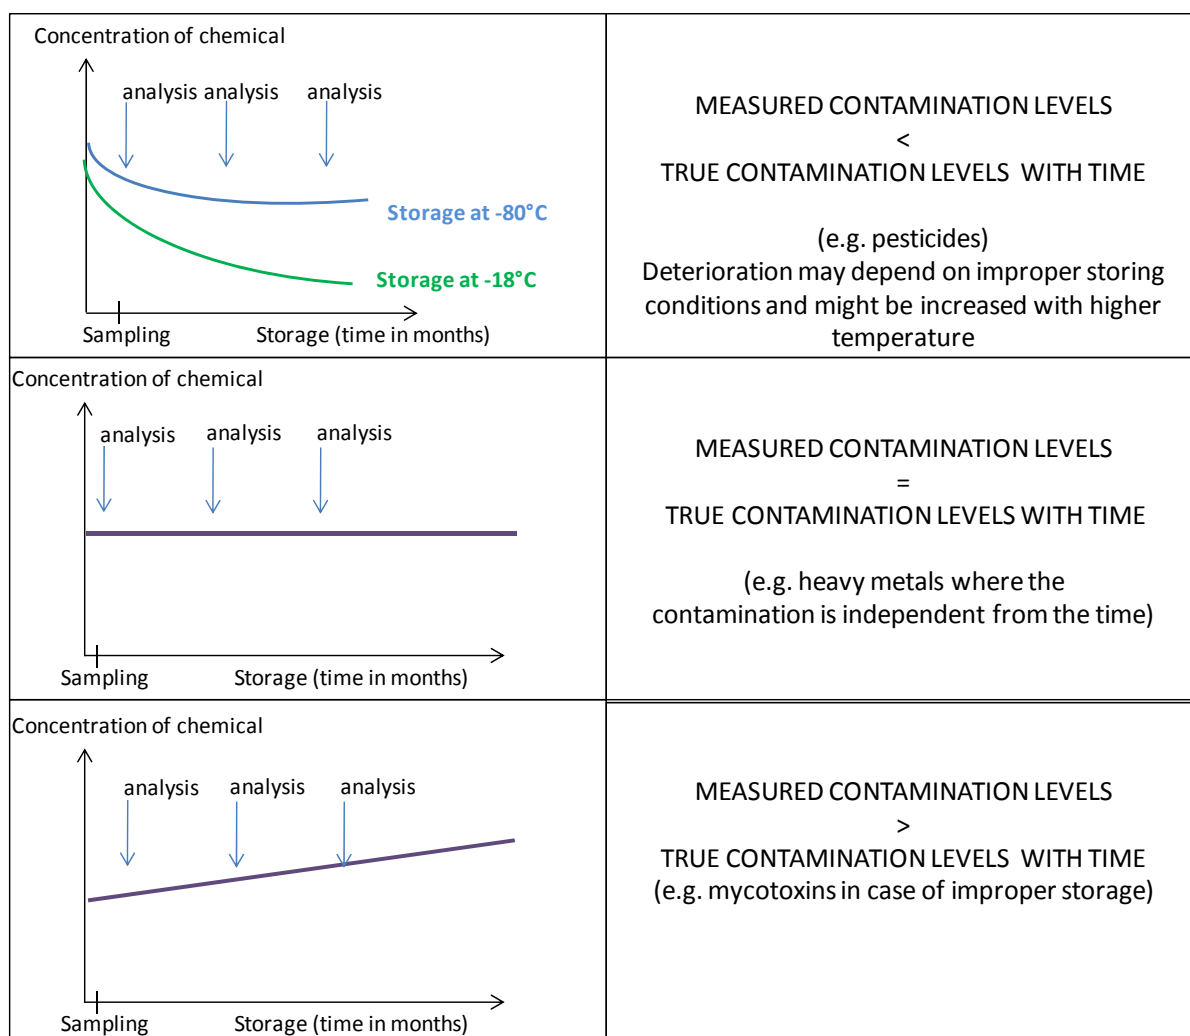 Concentration of chemical
analysis analysis analysis
Storage at -80°C
Storage at -18°C
Sampling Storage (time in months)
MEASURED CONTAMINATION LEVELS
<
TRUE CONTAMINATION LEVELS WITH TIME
(e.g. pesticides)
Deterioration may depend on improper storing
conditions and might be increased with higher
temperature
Concentration of chemical
analysis analysis analysis
Sampling Storage (time in months)
MEASURED CONTAMINATION LEVELS
=
TRUE CONTAMINATION LEVELS WITH TIME
(e.g. heavy metals where the
contamination is independent from the time)
Concentration of chemical
analysis analysis analysis
Sampling Storage (time in months)
MEASURED CONTAMINATION LEVELS
>
TRUE CONTAMINATION LEVELS WITH TIME
(e.g. mycotoxins in case of improper storage)